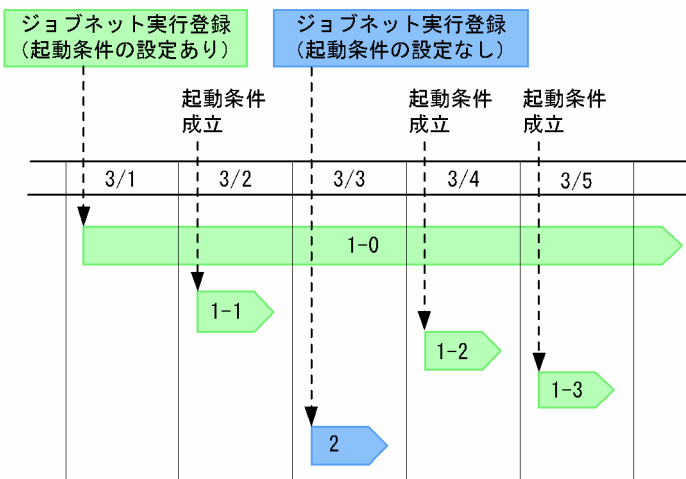 ジョブネット実行登録
（起動条件の設定あり）
ジョブネット実行登録
（起動条件の設定なし）
起動条件
成立
起動条件
成立
起動条件
成立
3/1
3/2
3/3
3/4
3/5
1-0
1-1
1-2
1-3
2